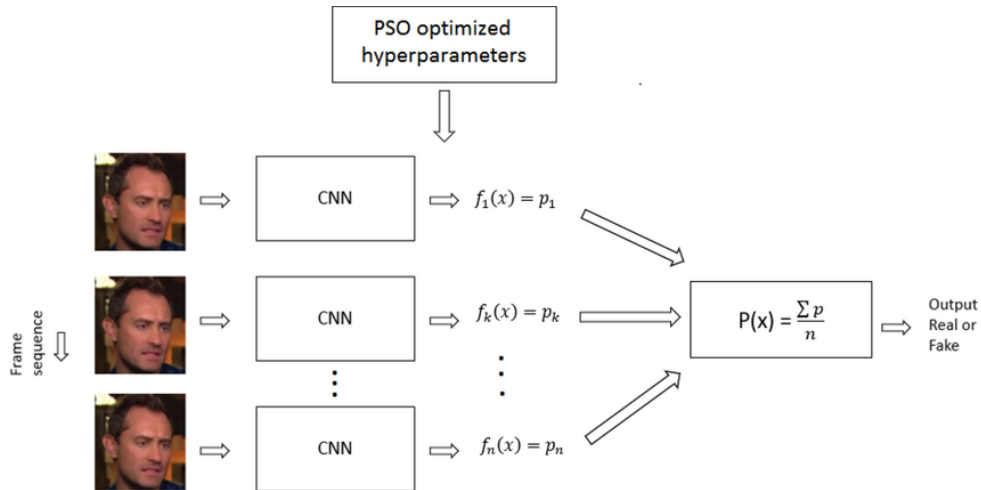 PSO optimized
hyperparameters
CNN
f₁(x) = p₁
Frame
sequence
CNN
fₖ(x) = pₖ
P(x) = ∑ p / n
Output
Real or
Fake
CNN
fₙ(x) = pₙ